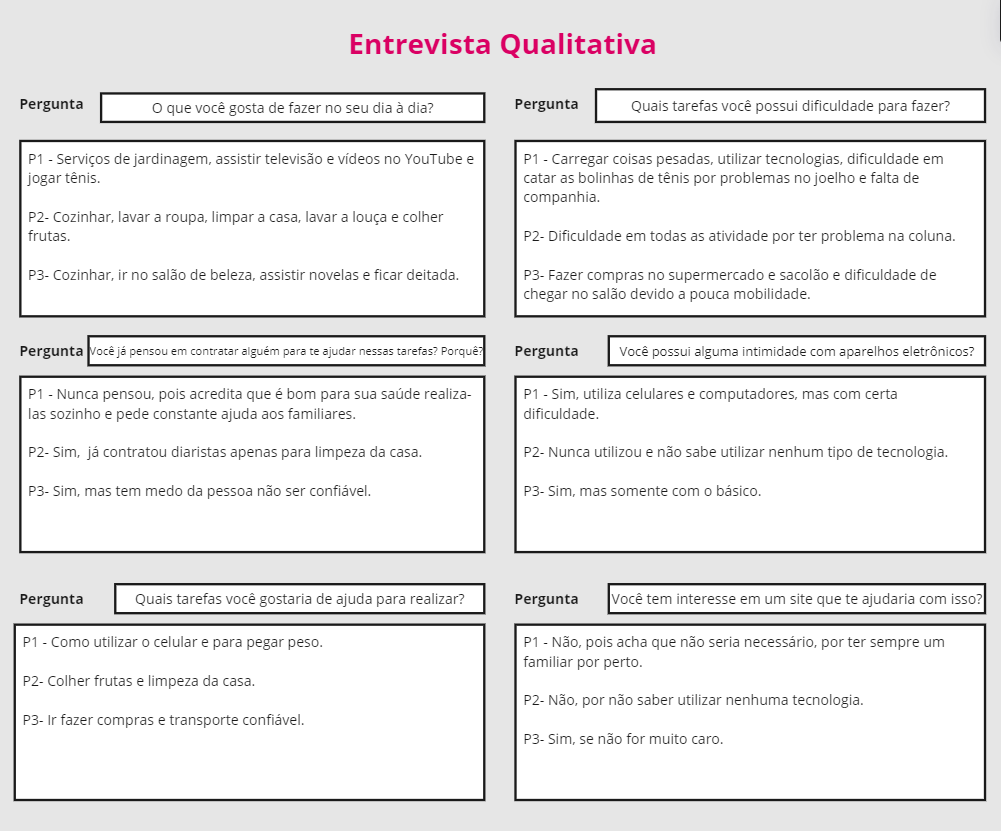 Entrevista Qualitativa
Pergunta
O que você gosta de fazer no seu dia à dia?
P1 - Serviços de jardinagem, assistir televisão e vídeos no YouTube e
jogar tênis.
P2- Cozinhar, lavar a roupa, limpar a casa, lavar a louça e colher
frutas.
P3- Cozinhar, ir no salão de beleza, assistir novelas e ficar deitada.
Pergunta
Quais tarefas você possui dificuldade para fazer?
P1 - Carregar coisas pesadas, utilizar tecnologias, dificuldade em
catar as bolinhas de tênis por problemas no joelho e falta de
companhia.
P2- Dificuldade em todas as atividade por ter problema na coluna.
P3- Fazer compras no supermercado e sacolão e dificuldade de
chegar no salão devido a pouca mobilidade.
Pergunta
Você já pensou em contratar alguém para te ajudar nessas tarefas? Porquê?
P1 - Nunca pensou, pois acredita que é bom para sua saúde realiza-
las sozinho e pede constante ajuda aos familiares.
P2- Sim,  já contratou diaristas apenas para limpeza da casa.
P3- Sim, mas tem medo da pessoa não ser confiável.
Pergunta
Você possui alguma intimidade com aparelhos eletrônicos?
P1 - Sim, utiliza celulares e computadores, mas com certa
dificuldade.
P2- Nunca utilizou e não sabe utilizar nenhum tipo de tecnologia.
P3- Sim, mas somente com o básico.
Pergunta
Quais tarefas você gostaria de ajuda para realizar?
P1 - Como utilizar o celular e para pegar peso.
P2- Colher frutas e limpeza da casa.
P3- Ir fazer compras e transporte confiável.
Pergunta
Você tem interesse em um site que te ajudaria com isso?
P1 - Não, pois acha que não seria necessário, por ter sempre um
familiar por perto.
P2- Não, por não saber utilizar nenhuma tecnologia.
P3- Sim, se não for muito caro.